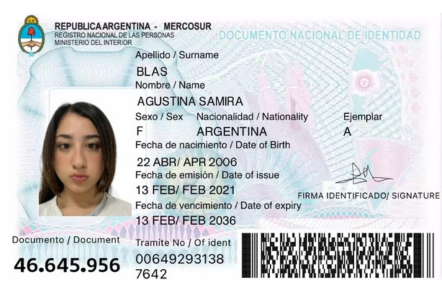 REPUBLICA ARGENTINA - MERCOSUR
REGISTRO NACIONAL DE LAS PERSONAS
MINISTERIO DEL INTERIOR
DOCUMENTO NACIONAL DE IDENTIDAD
Apellido / Surname
BLAS
Nombre / Name
AGUSTINA SAMIRA
Sexo / Sex Nacionalidad / Nationality Ejemplar
F ARGENTINA A
Fecha de nacimiento / Date of Birth
22 ABR/ APR 2006
Fecha de emisión / Date of issue
13 FEB/ FEB 2021
FIRMA IDENTIFICADO/ SIGNATURE
Fecha de vencimiento / Date of expiry
13 FEB/ FEB 2036
Documento / Document
46.645.956
Tramite No / Of ident
00649293138
7642